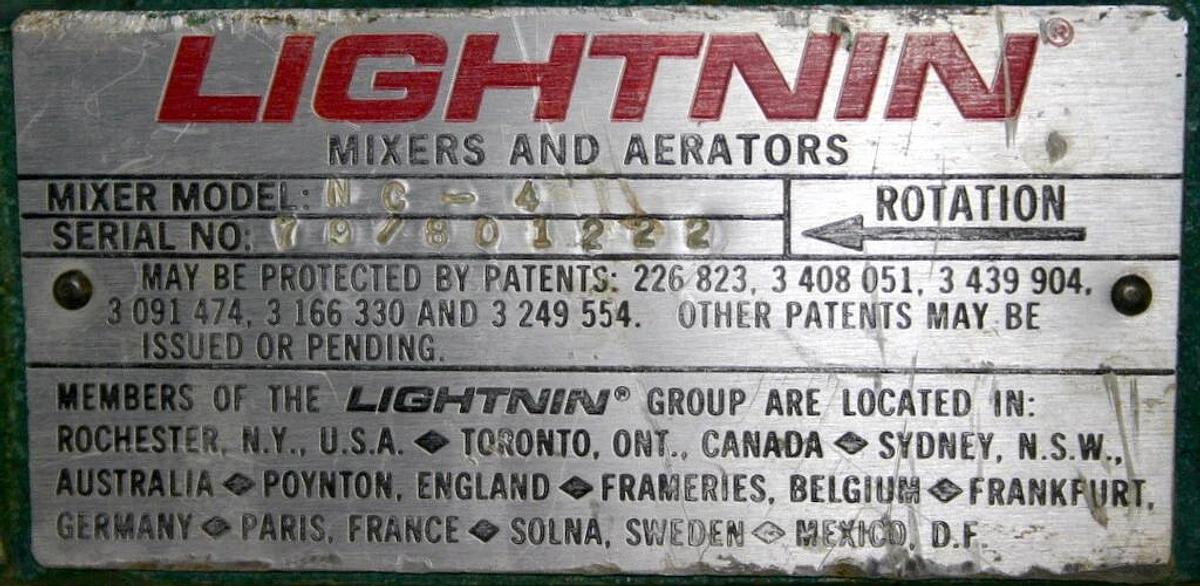 LIGHTNIN®
MIXERS AND AERATORS
MIXER MODEL: NC-4
SERIAL NO: 79/801222
ROTATION
MAY BE PROTECTED BY PATENTS: 226 823, 3 408 051, 3 439 904,
3 091 474, 3 166 330 AND 3 249 554. OTHER PATENTS MAY BE
ISSUED OR PENDING.
MEMBERS OF THE LIGHTNIN® GROUP ARE LOCATED IN:
ROCHESTER, N.Y., U.S.A. ◆ TORONTO, ONT., CANADA ◆ SYDNEY, N.S.W.,
AUSTRALIA ◆ POYNTON, ENGLAND ◆ FRAMERIES, BELGIUM ◆ FRANKFURT,
GERMANY ◆ PARIS, FRANCE ◆ SOLNA, SWEDEN ◆ MEXICO, D.F.